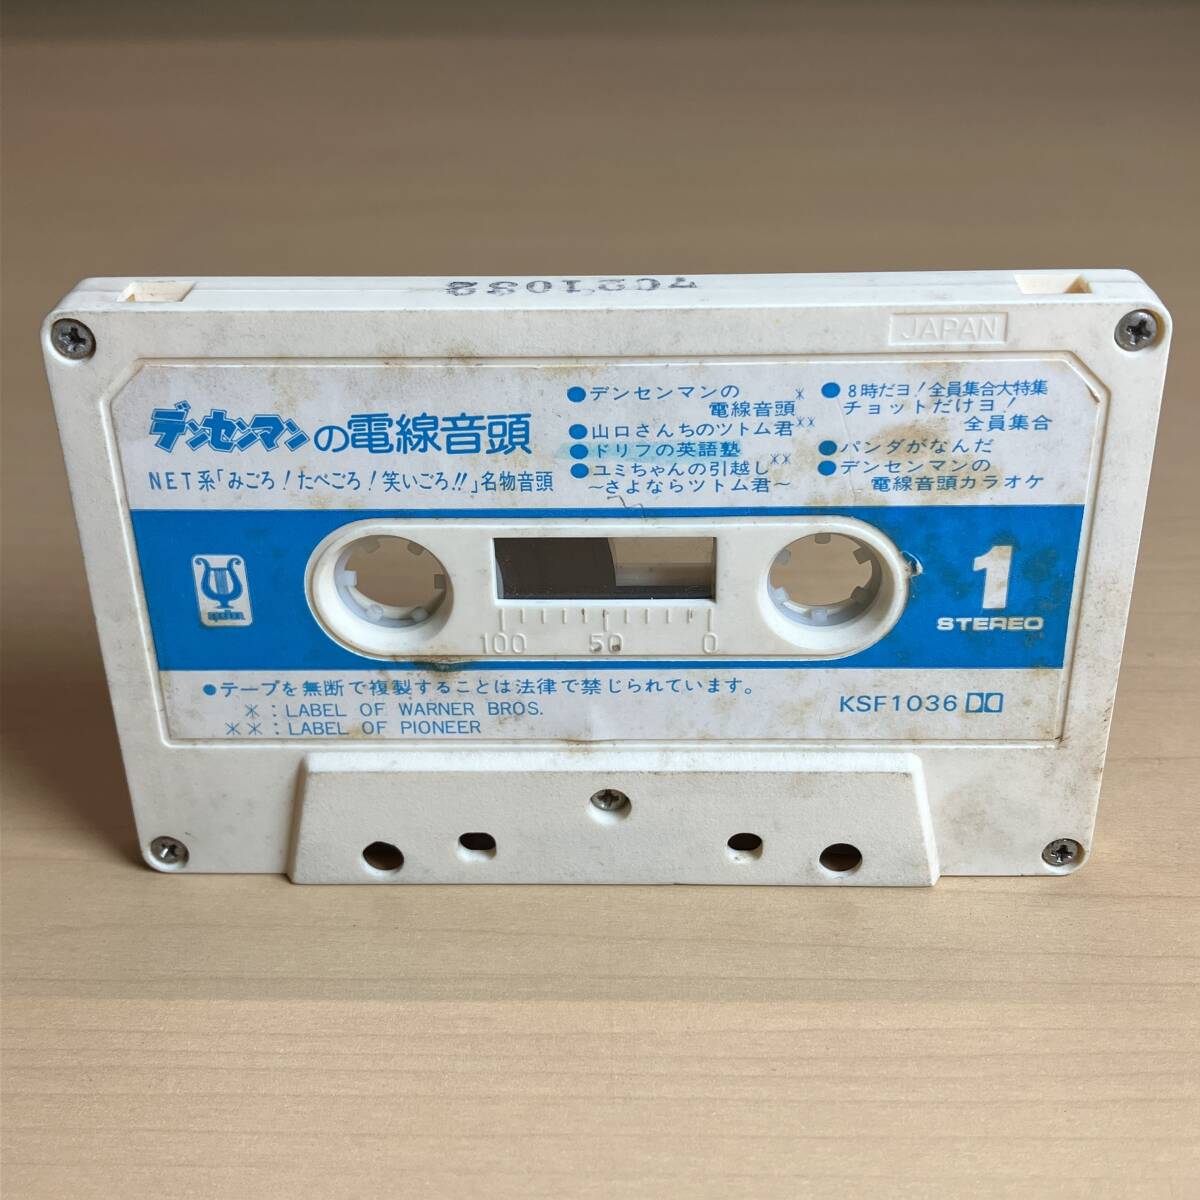 7021032
JAPAN
デンセンマンの電線音頭
NET系「みごろ!たべごろ!笑いごろ!!」名物音頭
●デンセンマンの
電線音頭*
●山口さんちのツトム君**
●ドリフの英語塾
●ユミちゃんの引越し**
〜さよならツトム君〜
●8時だヨ!全員集合大特集
チョットだけヨ!
全員集合
●パンダがなんだ
●デンセンマンの
電線音頭カラオケ
1
STEREO
100 50 0
●テープを無断で複製することは法律で禁じられています。
*:LABEL OF WARNER BROS.
**:LABEL OF PIONEER
KSF1036